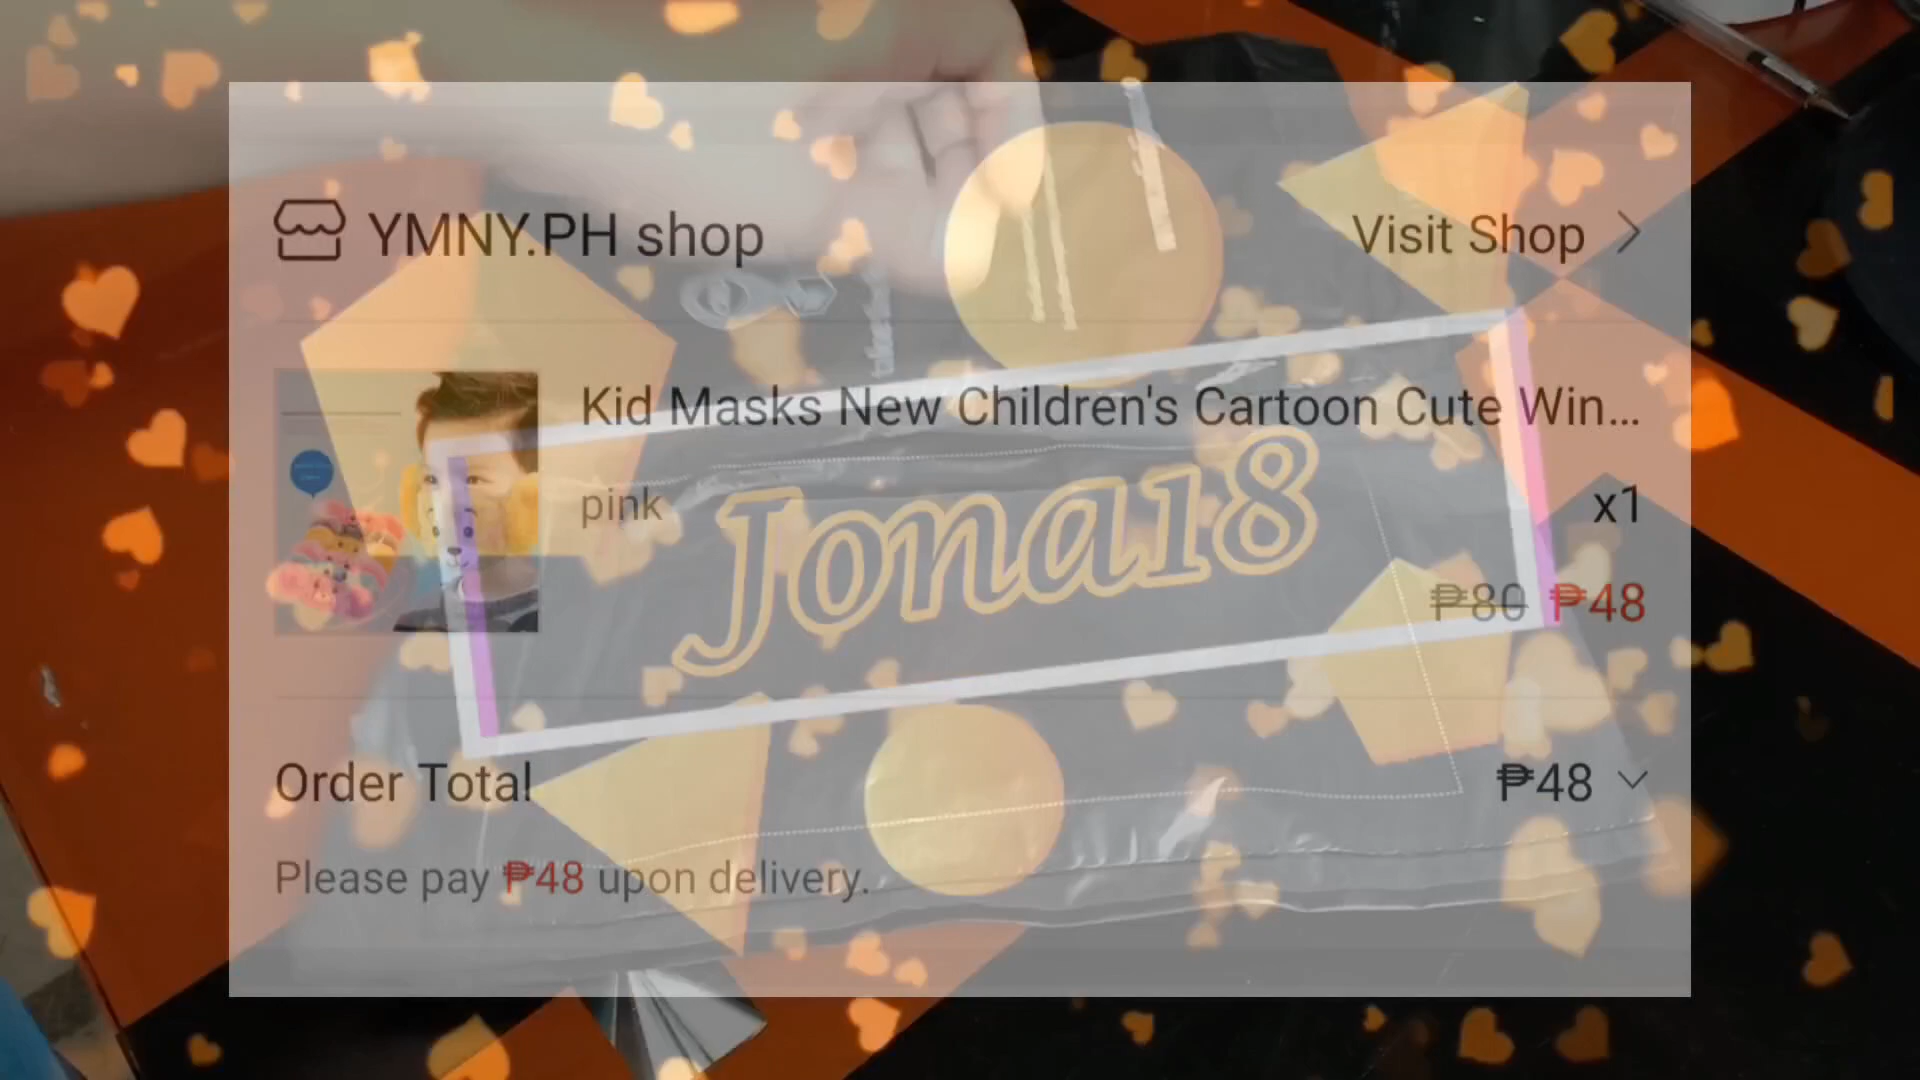 YMNY.PH shop
Visit Shop
Kid Masks New Children's Cartoon Cute Win...
pink
x1
Jona18
₱80 ₱48
Order Total
₱48
Please pay ₱48 upon delivery.